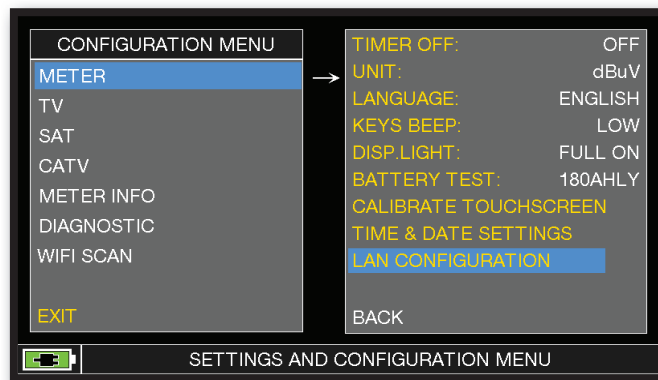 CONFIGURATION MENU
METER
TV
SAT
CATV
METER INFO
DIAGNOSTIC
WIFI SCAN
EXIT
→
TIMER OFF: OFF
UNIT: dBuV
LANGUAGE: ENGLISH
KEYS BEEP: LOW
DISP.LIGHT: FULL ON
BATTERY TEST: 180AHLY
CALIBRATE TOUCHSCREEN
TIME & DATE SETTINGS
LAN CONFIGURATION
BACK
SETTINGS AND CONFIGURATION MENU